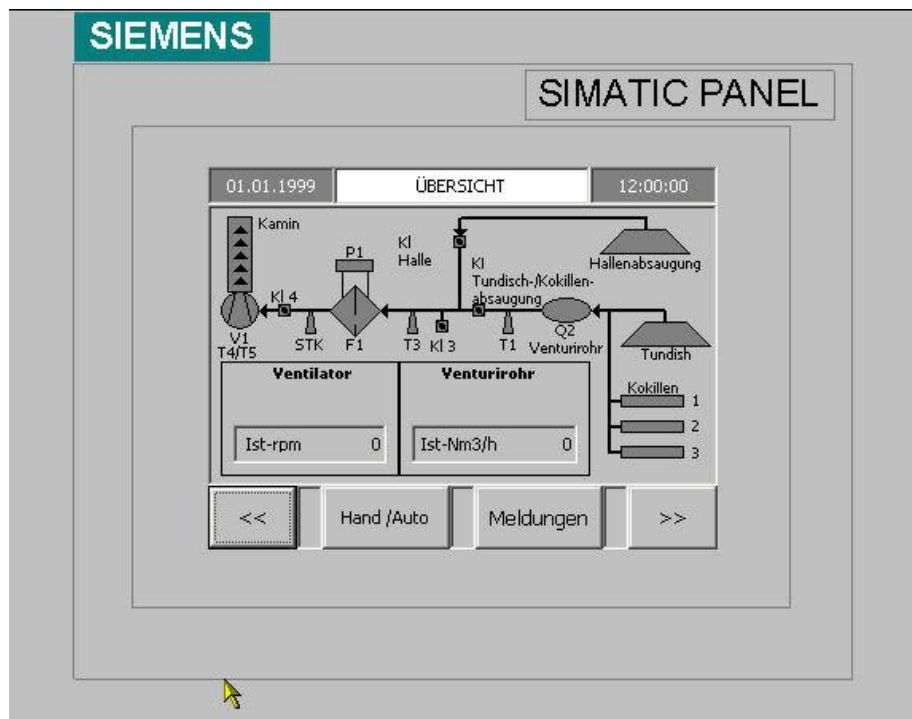 SIEMENS
SIMATIC PANEL
01.01.1999 ÜBERSICHT 12:00:00
Kamin
P1
Kl
Halle
Kl
Tundisch-/Kokillen-
absaugung
Hallenabsaugung
Kl 4
V1
T4/T5
STK
F1
T3
Kl 3
T1
Q2
Venturirohr
Tundish
Kokillen
1
2
3
Ventilator
Ist-rpm 0
Venturirohr
Ist-Nm3/h 0
<< Hand /Auto Meldungen >>